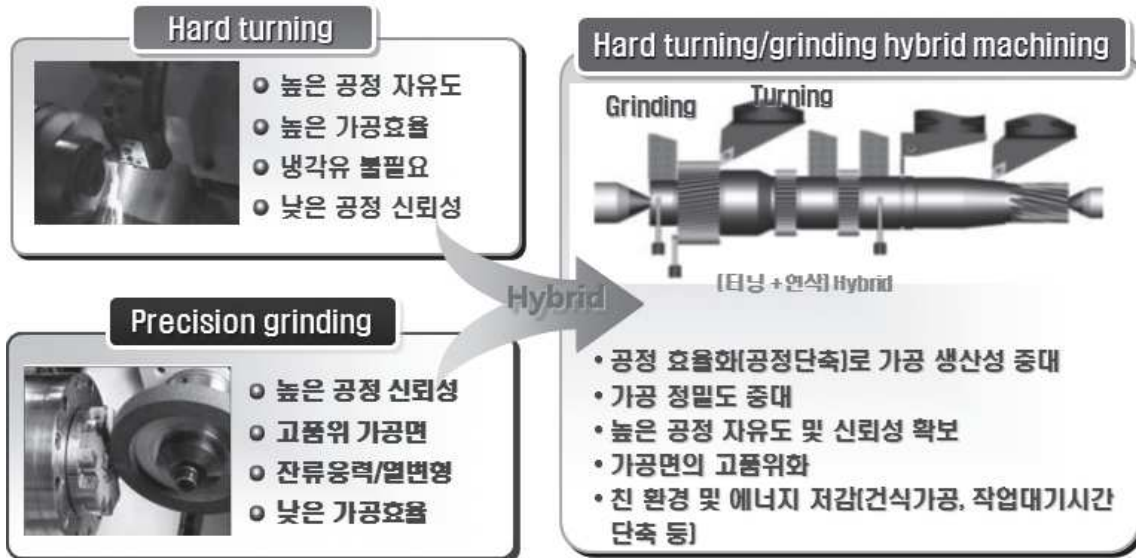 Hard turning
높은 공정 자유도
높은 가공효율
냉각유 불필요
낮은 공정 신뢰성
Precision grinding
높은 공정 신뢰성
고품위 가공면
잔류응력/열변형
낮은 가공효율
Hybrid
Hard turning/grinding hybrid machining
Grinding
Turning
[터닝 +연삭] Hybrid
• 공정 효율화(공정단축)로 가공 생산성 증대
• 가공 정밀도 증대
• 높은 공정 자유도 및 신뢰성 확보
• 가공면의 고품위화
• 친 환경 및 에너지 저감(건식가공, 작업대기시간
단축 등)